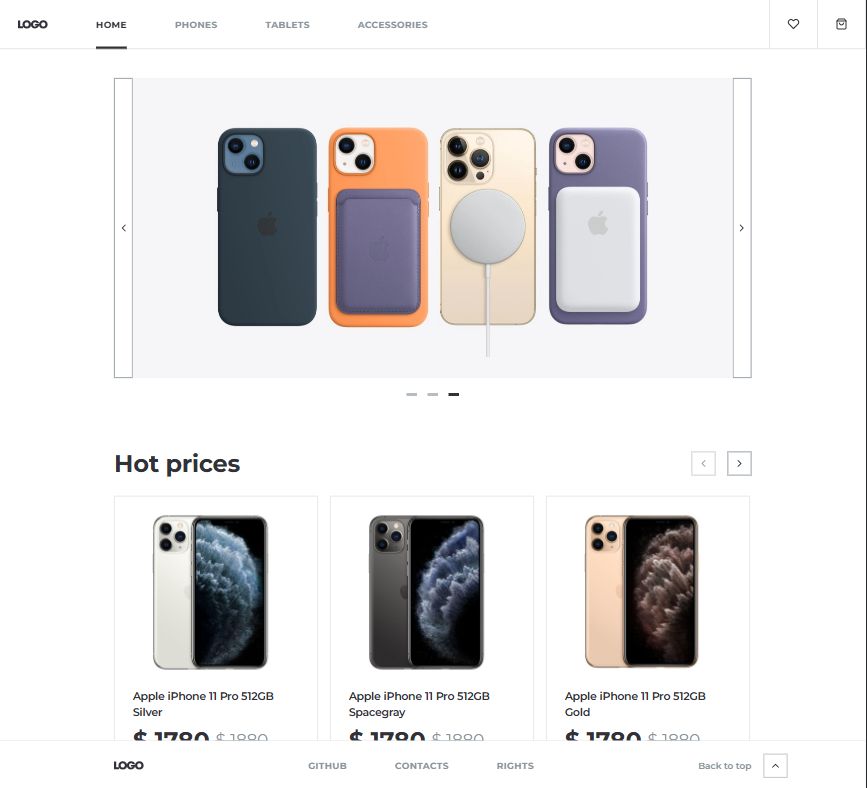 LOGO HOME PHONES TABLETS ACCESSORIES
Hot prices
Apple iPhone 11 Pro 512GB
Silver
$ 1780 $ 1880
Apple iPhone 11 Pro 512GB
Spacegray
$ 1780 $ 1880
Apple iPhone 11 Pro 512GB
Gold
$ 1780 $ 1880
LOGO GITHUB CONTACTS RIGHTS Back to top